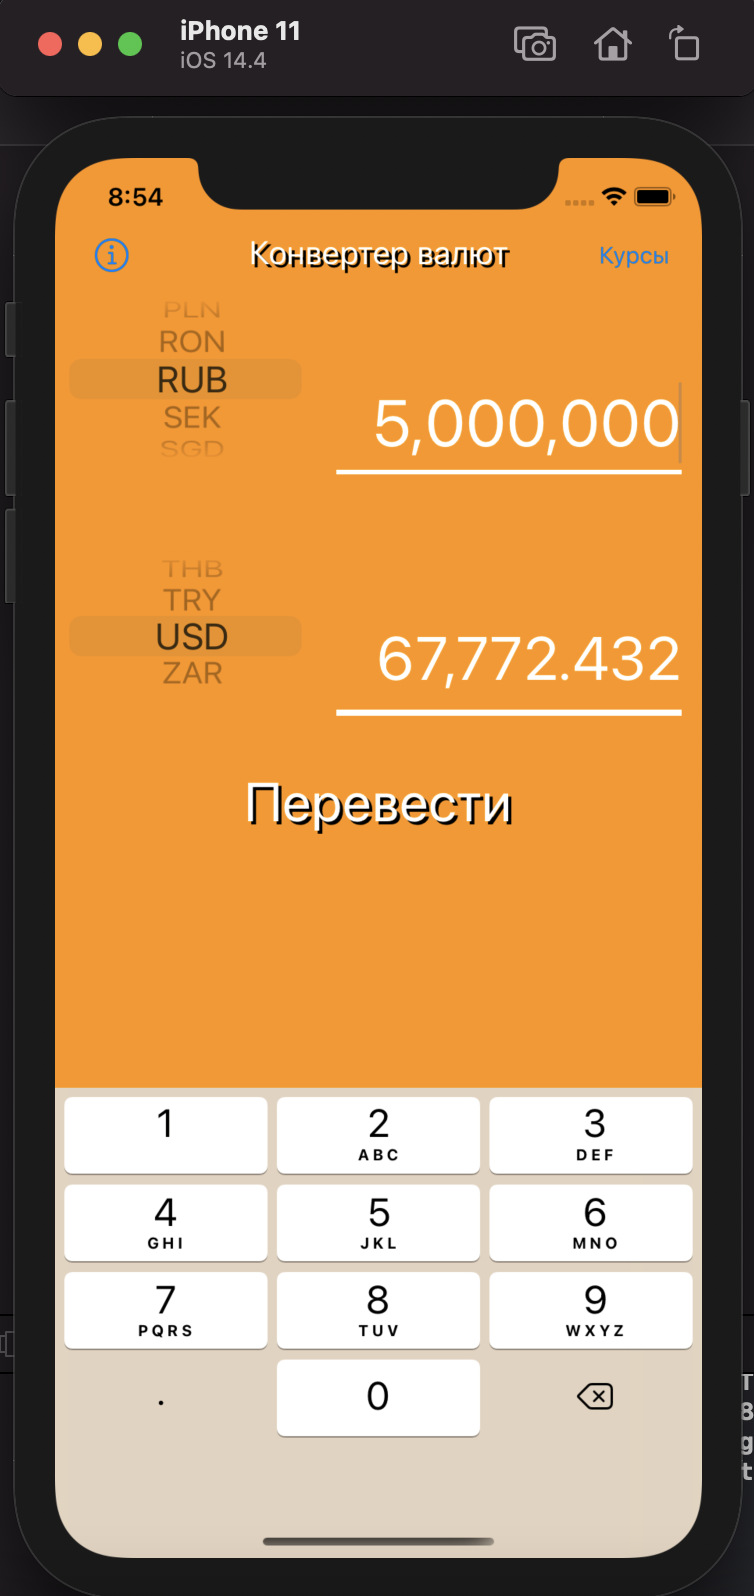 iPhone 11
iOS 14.4
8:54
Конвертер валют
Курсы
PLN
RON
RUB
SEK
SGD
5,000,000
THB
TRY
USD
ZAR
67,772.432
Перевести
1
2
ABC
3
DEF
4
GHI
5
JKL
6
MNO
7
PQRS
8
TUV
9
WXYZ
.
0
T
8
g
t